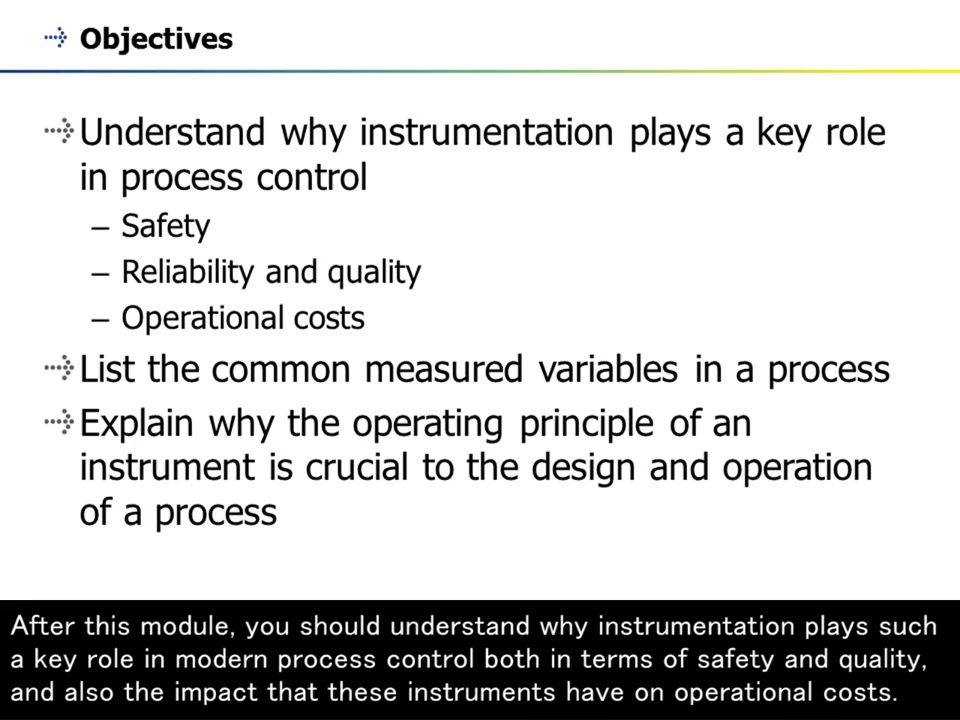 Objectives
Understand why instrumentation plays a key role
in process control
– Safety
– Reliability and quality
– Operational costs
List the common measured variables in a process
Explain why the operating principle of an
instrument is crucial to the design and operation
of a process
After this module, you should understand why instrumentation plays such
a key role in modern process control both in terms of safety and quality,
and also the impact that these instruments have on operational costs.